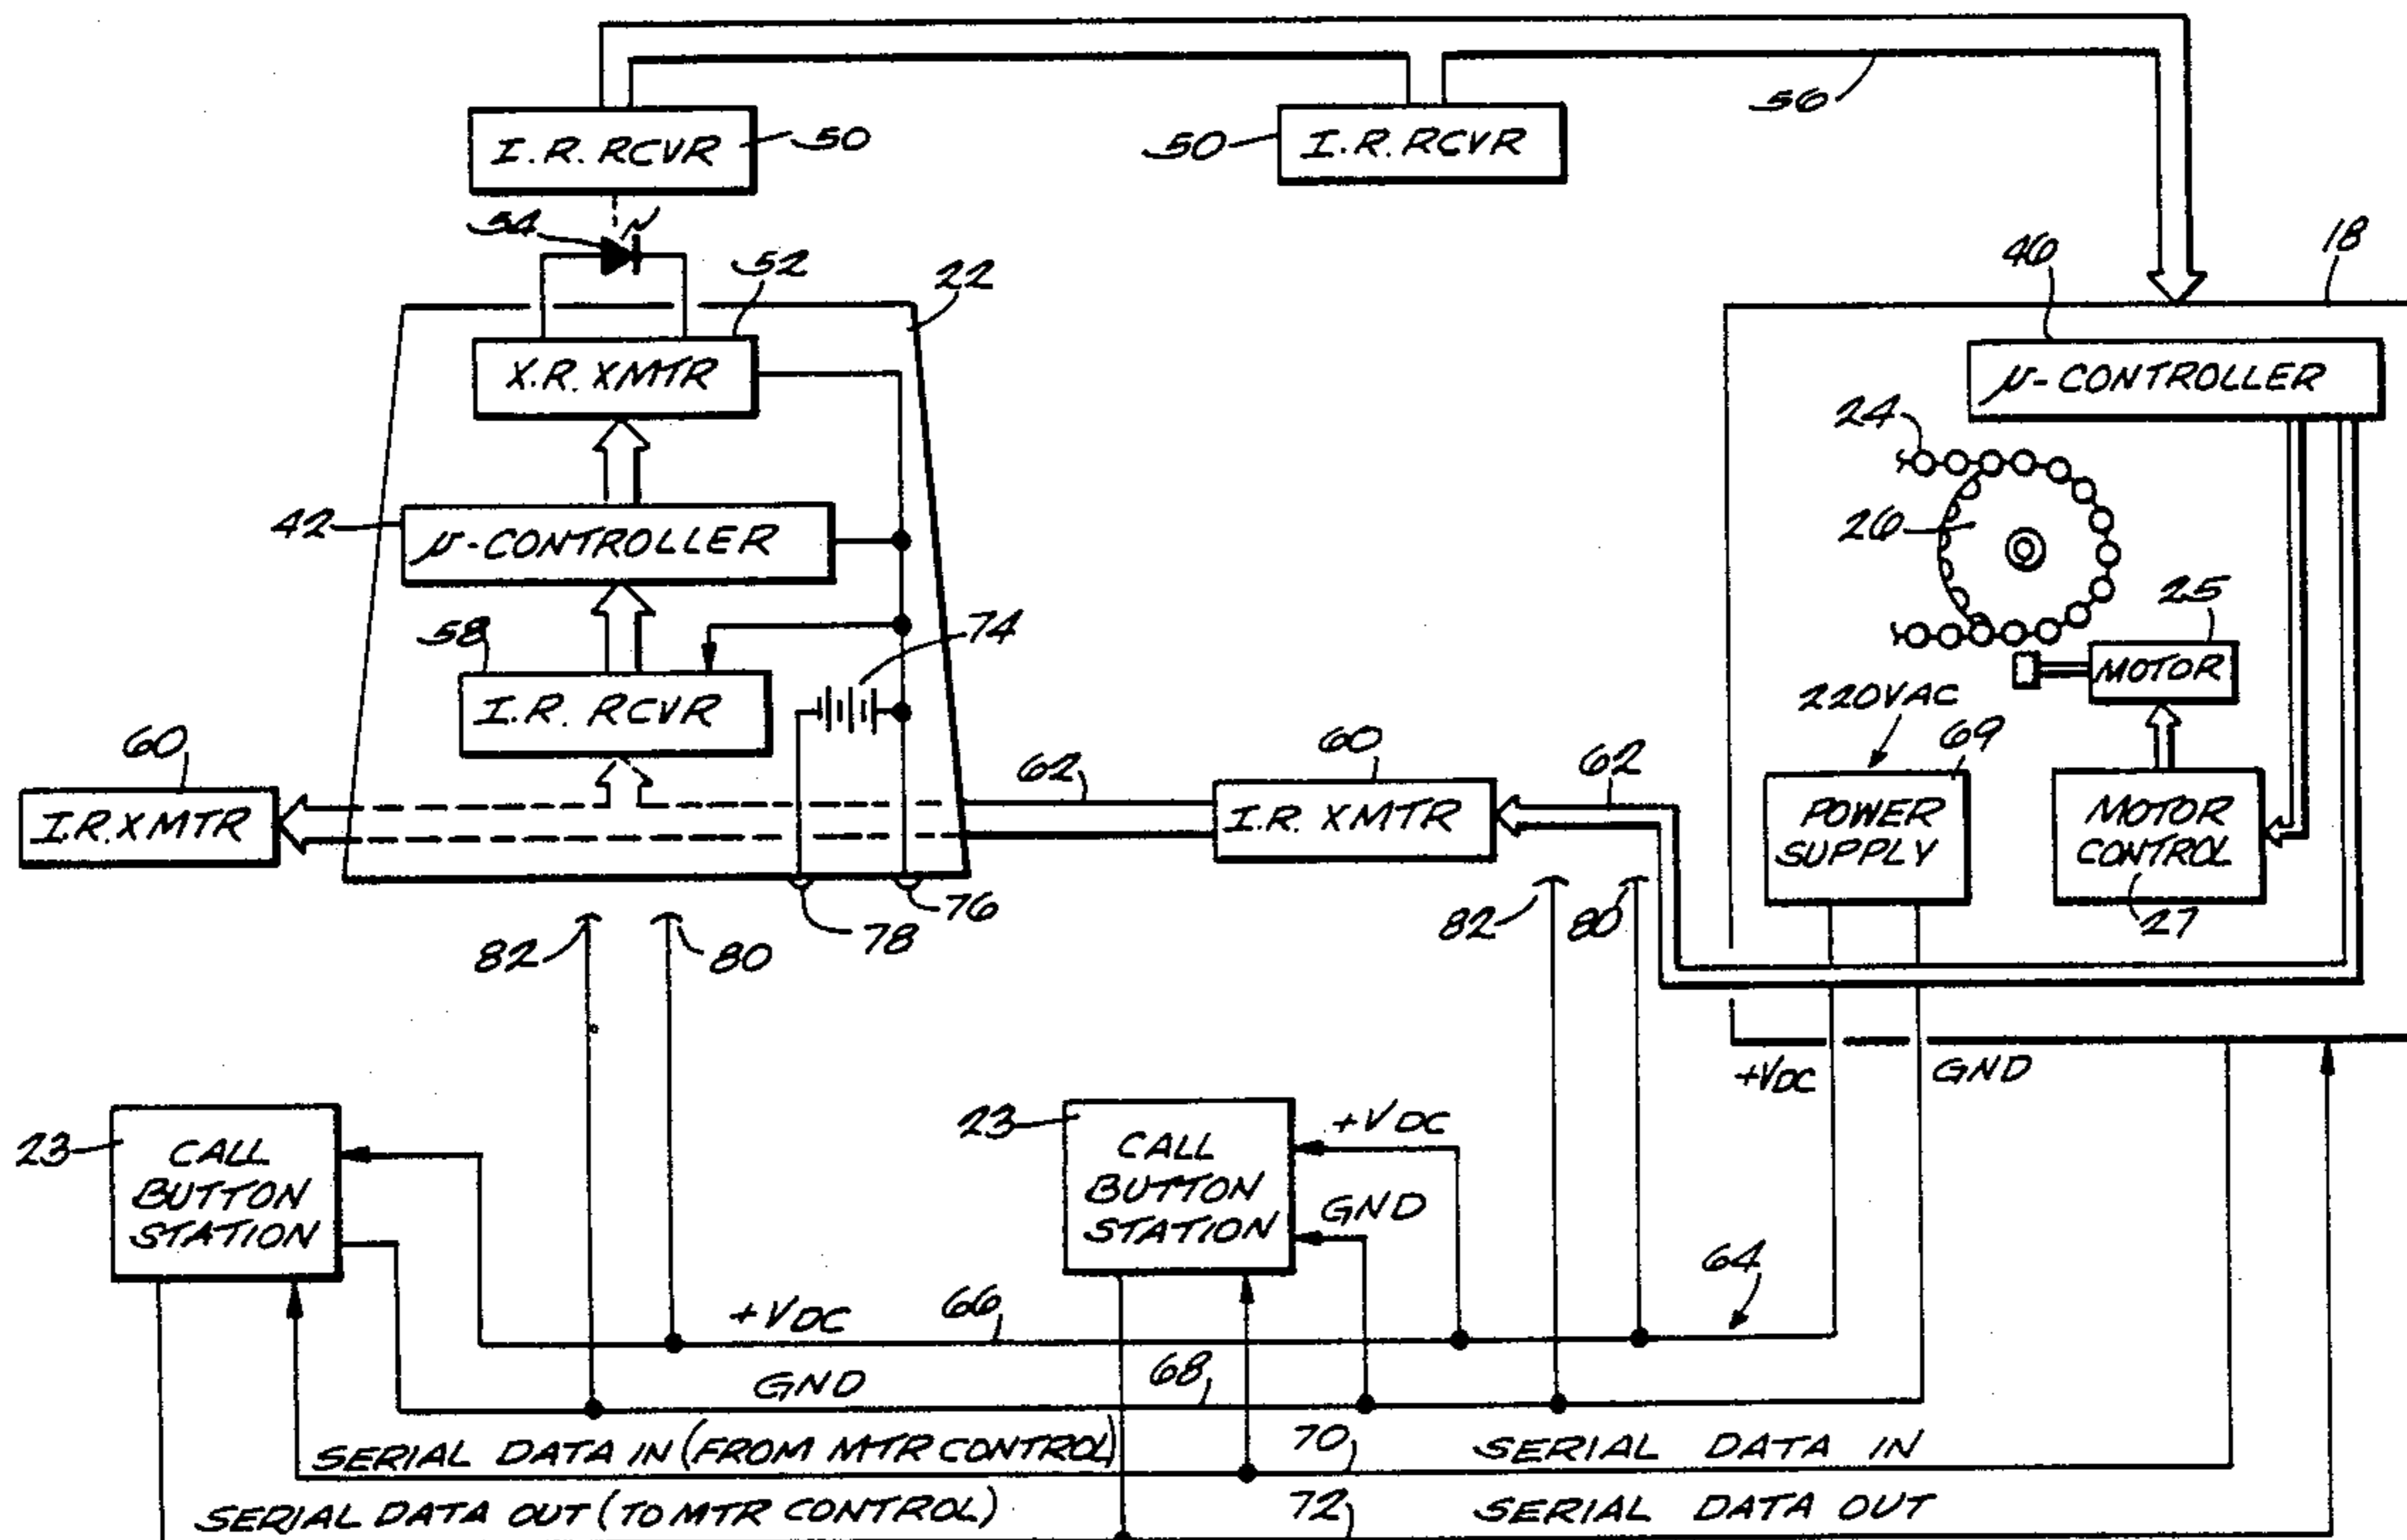 56
I.R. RCVR
50
50
I.R. RCVR
54
52
22
46
18
X.R. XMTR
µ-CONTROLLER
24
42
µ-CONTROLLER
26
58
74
25
I.R. RCVR
MOTOR
220VAC
69
60
62
60
62
I.R. XMTR
I.R. XMTR
POWER
SUPPLY
MOTOR
CONTROL
27
78
76
82
80
82
80
+VDC
GND
23
CALL
BUTTON
STATION
23
CALL
BUTTON
STATION
+VDC
GND
64
+VDC
66
GND
68
SERIAL DATA IN (FROM MTR CONTROL)
70
SERIAL DATA IN
SERIAL DATA OUT (TO MTR CONTROL)
72
SERIAL DATA OUT